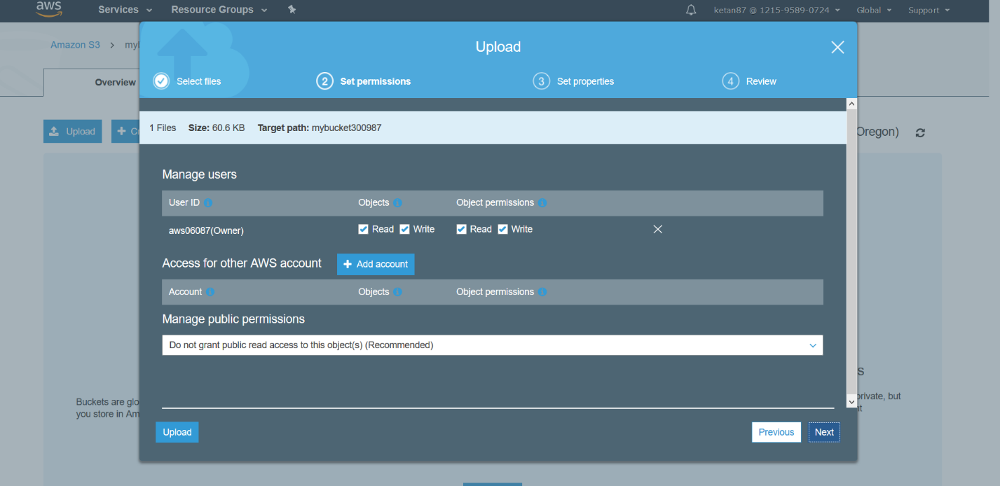 aws
Services
Resource Groups
ketan87 @ 1215-9589-0724
Global
Support
Amazon S3 > 
Overview
Upload
Oregon)
Upload
Select files
2 Set permissions
3 Set properties
4 Review
1 Files Size: 60.6 KB Target path: mybucket300987
Manage users
User ID Objects Object permissions
aws06087(Owner) Read Write Read Write
Access for other AWS account + Add account
Account Objects Object permissions
Manage public permissions
Do not grant public read access to this object(s) (Recommended)
Buckets are
you store in
private, but
Upload
Previous
Next